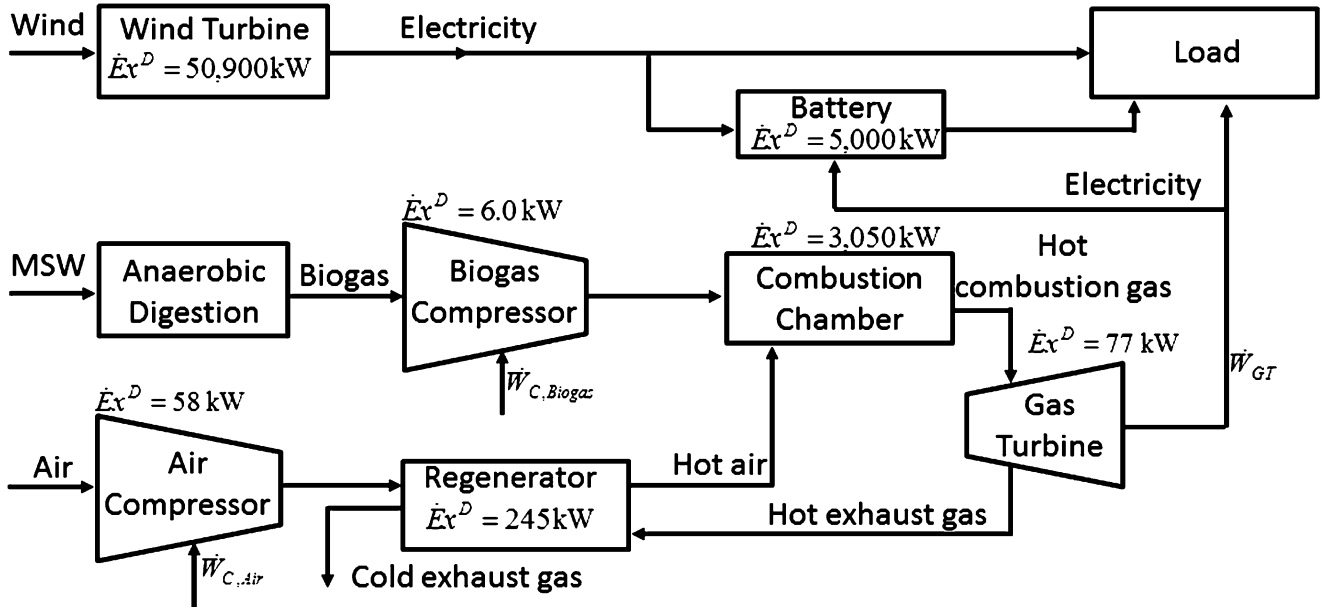 Wind
Wind Turbine
Ėx^D = 50,900kW
Electricity
Load
Battery
Ėx^D = 5,000kW
Electricity
Ėx^D = 6.0 kW
MSW
Anaerobic
Digestion
Biogas
Biogas
Compressor
Ẇ_C,Biogas
Ėx^D = 3,050kW
Combustion
Chamber
Hot
combustion gas
Ėx^D = 77 kW
Gas
Turbine
Ẇ_GT
Ėx^D = 58 kW
Air
Air
Compressor
Ẇ_C,Air
Regenerator
Ėx^D = 245kW
Hot air
Hot exhaust gas
Cold exhaust gas